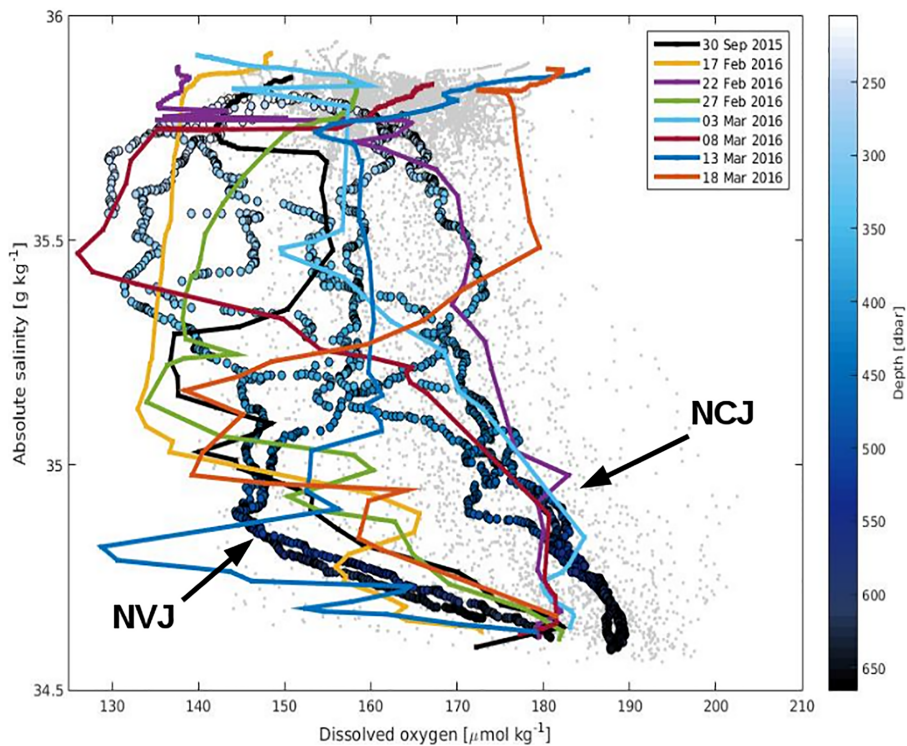 36
35.5
35
34.5
Absolute salinity [g kg⁻¹]
130 140 150 160 170 180 190 200 210
Dissolved oxygen [μmol kg⁻¹]
30 Sep 2015
17 Feb 2016
22 Feb 2016
27 Feb 2016
03 Mar 2016
08 Mar 2016
13 Mar 2016
18 Mar 2016
NCJ
NVJ
250
300
350
400
450
500
550
600
650
Depth [dbar]